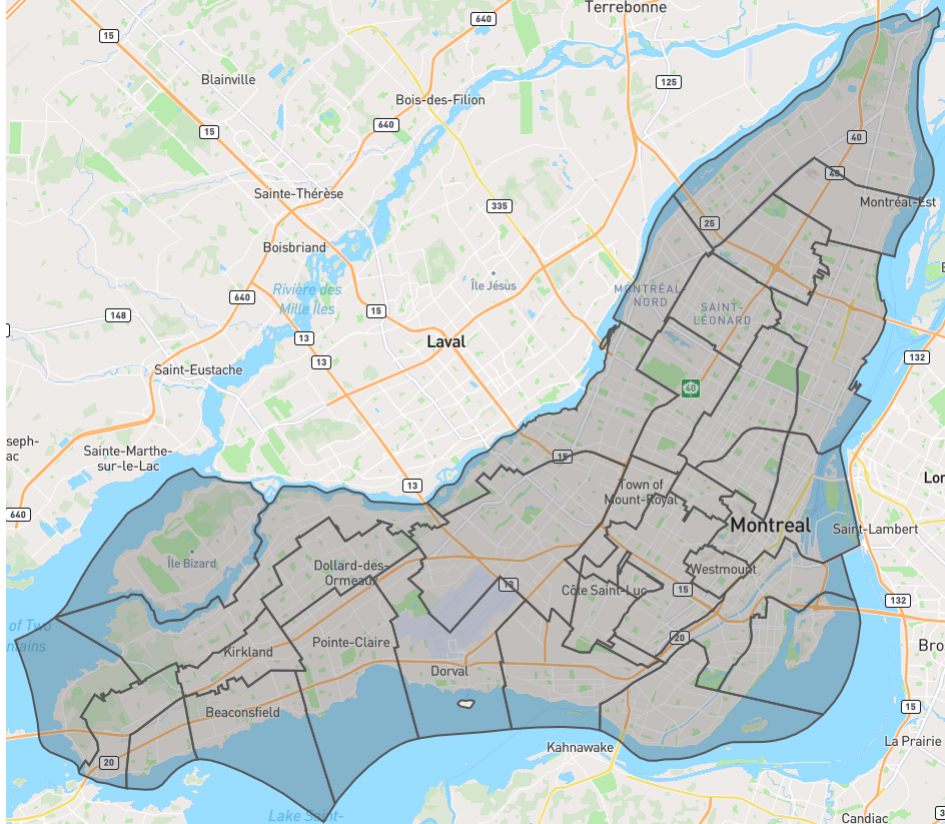 Terrebonne
640
15
Blainville
125
Bois-des-Filion
640
15
40
40
Sainte-Thérèse
335
Montréal-Est
25
Boisbriand
Île Jésus
Rivière des
Mille Îles
MONTRÉAL
NORD
640
15
148
SAINT-
LÉONARD
13
Laval
13
132
Saint-Eustache
40
seph-
ac
Sainte-Marthe-
sur-le-Lac
15
13
Town of
Mount-Royal
640
Montreal
Saint-Lambert
Île Bizard
Dollard-des-
Ormeaux
Westmount
13
Côte Saint-Luc
15
132
of Two
ntains
20
Pointe-Claire
Kirkland
Bro
Dorval
Beaconsfield
15
Kahnawake
La Prairie
20
Lake Saint-
Candiac